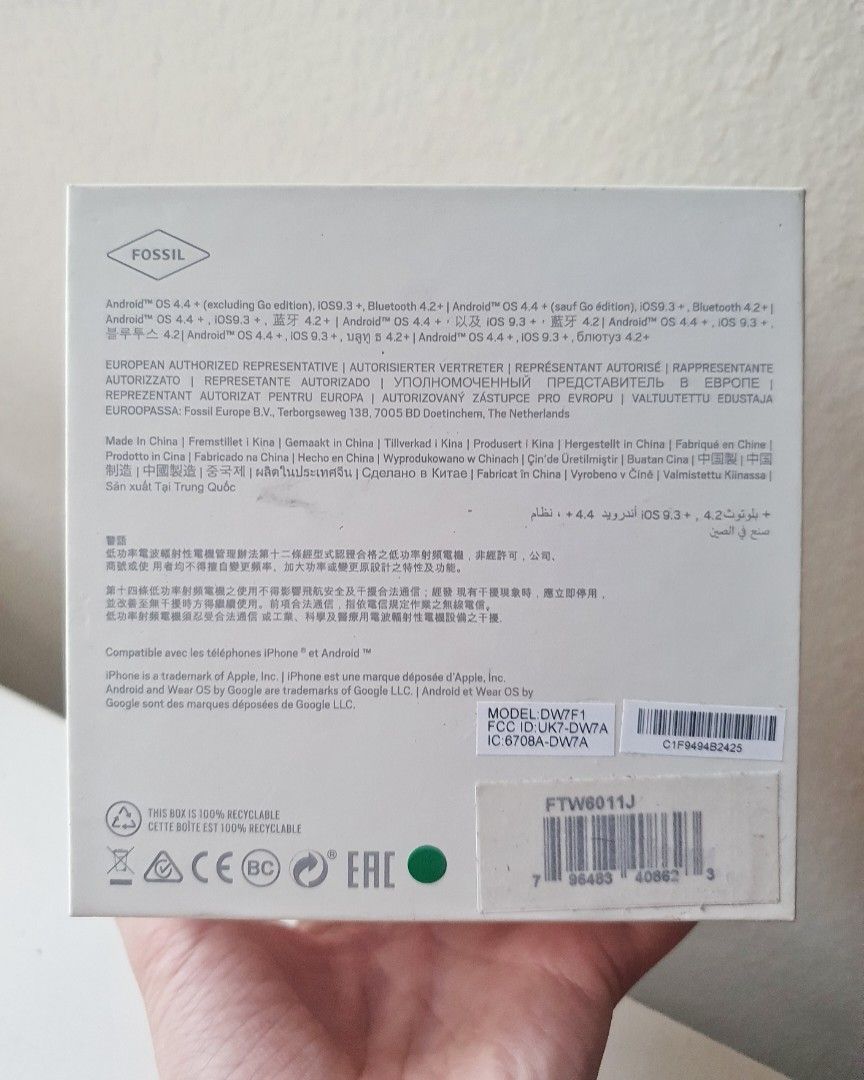 FOSSIL
Android™ OS 4.4 + (excluding Go edition), iOS9.3 +, Bluetooth 4.2+ | Android™ OS 4.4 + (sauf Go édition), iOS9.3 + , Bluetooth 4.2+ |
Android™ OS 4.4 + , iOS9.3 + , 蓝牙 4.2+ | Android™ OS 4.4 + , 以及 iOS 9.3 + , 藍牙 4.2 | Android™ OS 4.4 + , iOS 9.3 + ,
블루투스 4.2| Android™ OS 4.4 + , iOS 9.3 + , บลูทู ธ 4.2+ | Android™ OS 4.4 + , iOS 9.3 + , блютуз 4.2+
EUROPEAN AUTHORIZED REPRESENTATIVE | AUTORISIERTER VERTRETER | REPRÉSENTANT AUTORISÉ | RAPPRESENTANTE
AUTORIZZATO | REPRESETANTE AUTORIZADO | УПОЛНОМОЧЕННЫЙ ПРЕДСТАВИТЕЛЬ В ЕВРОПЕ |
REPREZENTANT AUTORIZAT PENTRU EUROPA | AUTORIZOVANÝ ZÁSTUPCE PRO EVROPU | VALTUUTETTU EDUSTAJA
EUROOPASSA: Fossil Europe B.V., Terborgseweg 138, 7005 BD Doetinchem, The Netherlands
Made In China | Fremstillet i Kina | Gemaakt in China | Tillverkad i Kina | Produsert i Kina | Hergestellt in China | Fabriqué en Chine |
Prodotto in Cina | Fabricado na China | Hecho en China | Wyprodukowano w Chinach | Çin'de Üretilmiştir | Buatan Cina | 中国製 | 中国
制造 | 中國製造 | 중국제 | ผลิตในประเทศจีน | Сделано в Китае | Fabricat în China | Vyrobeno v Číně | Valmistettu Kiinassa |
Sản xuất Tại Trung Quốc
+ بلوتوث4.2 , + iOS 9.3 أندرويد 4.4 + ، نظام
صنع في الصين
警語
低功率電波輻射性電機管理辦法第十二條經型式認證合格之低功率射頻電機，非經許可，公司、
商號或使 用者均不得擅自變更頻率、加大功率或變更原設計之特性及功能。
第十四條低功率射頻電機之使用不得影響飛航安全及干擾合法通信；經發 現有干擾現象時，應立即停用，
並改善至無干擾時方得繼續使用。前項合法通信，指依電信規定作業之無線電信。
低功率射頻電機須忍受合法通信 或工業、科學及醫療用電波輻射性電機設備之干擾.
Compatible avec les téléphones iPhone ® et Android ™
iPhone is a trademark of Apple, Inc. | iPhone est une marque déposée d'Apple, Inc.
Android and Wear OS by Google are trademarks of Google LLC. | Android et Wear OS by
Google sont des marques déposées de Google LLC.
MODEL:DW7F1
FCC ID:UK7-DW7A
IC:6708A-DW7A
C1F9494B2425
THIS BOX IS 100% RECYCLABLE
CETTE BOÎTE EST 100% RECYCLABLE
CE BC ® EAC
FTW6011J
7 96483 40862 3